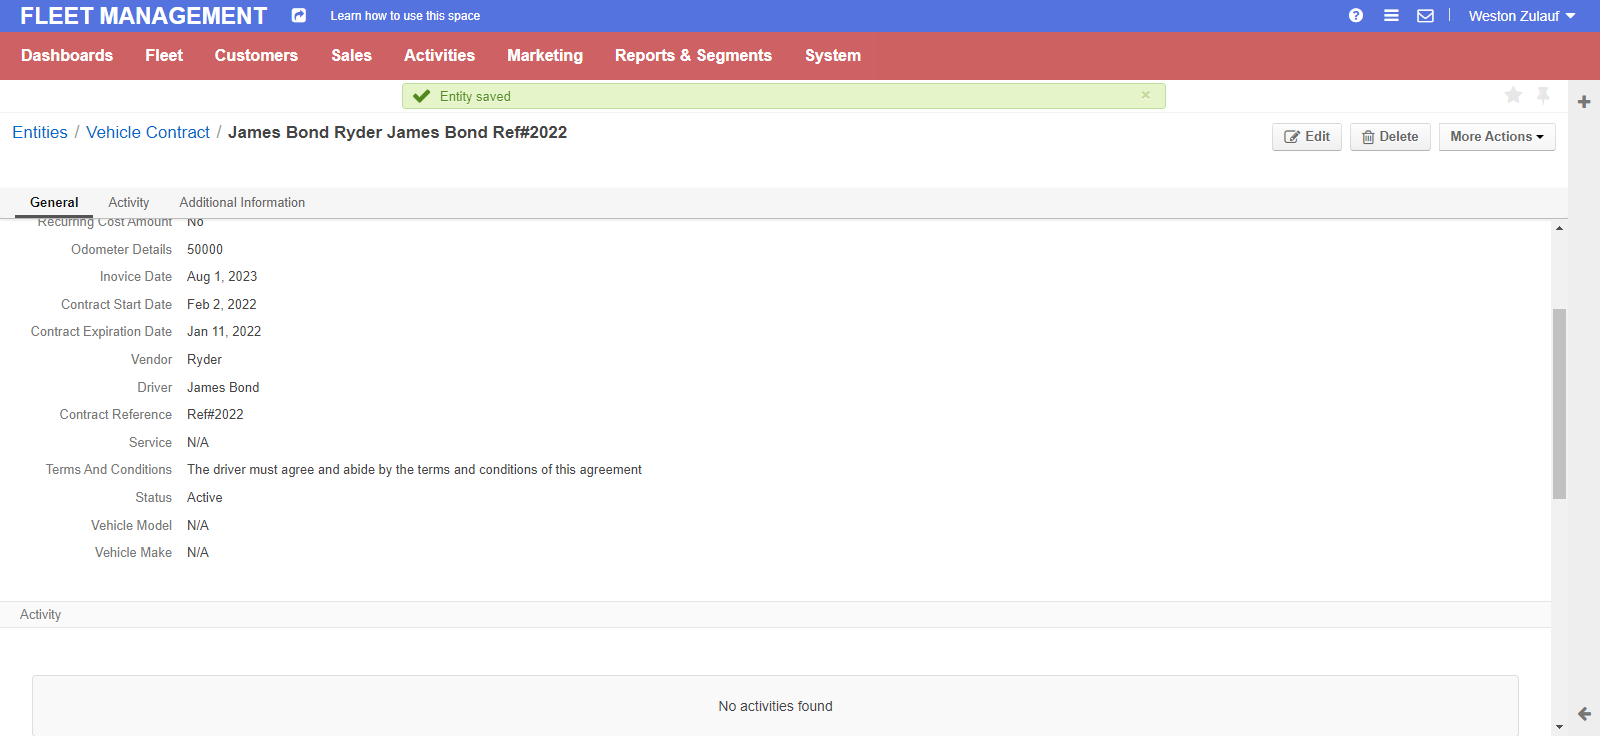 FLEET MANAGEMENT Learn how to use this space Weston Zulauf
Dashboards Fleet Customers Sales Activities Marketing Reports & Segments System
Entity saved ×
Entities / Vehicle Contract / James Bond Ryder James Bond Ref#2022
Edit Delete More Actions
General Activity Additional Information
Recurring Cost Amount No
Odometer Details 50000
Inovice Date Aug 1, 2023
Contract Start Date Feb 2, 2022
Contract Expiration Date Jan 11, 2022
Vendor Ryder
Driver James Bond
Contract Reference Ref#2022
Service N/A
Terms And Conditions The driver must agree and abide by the terms and conditions of this agreement
Status Active
Vehicle Model N/A
Vehicle Make N/A
Activity
No activities found